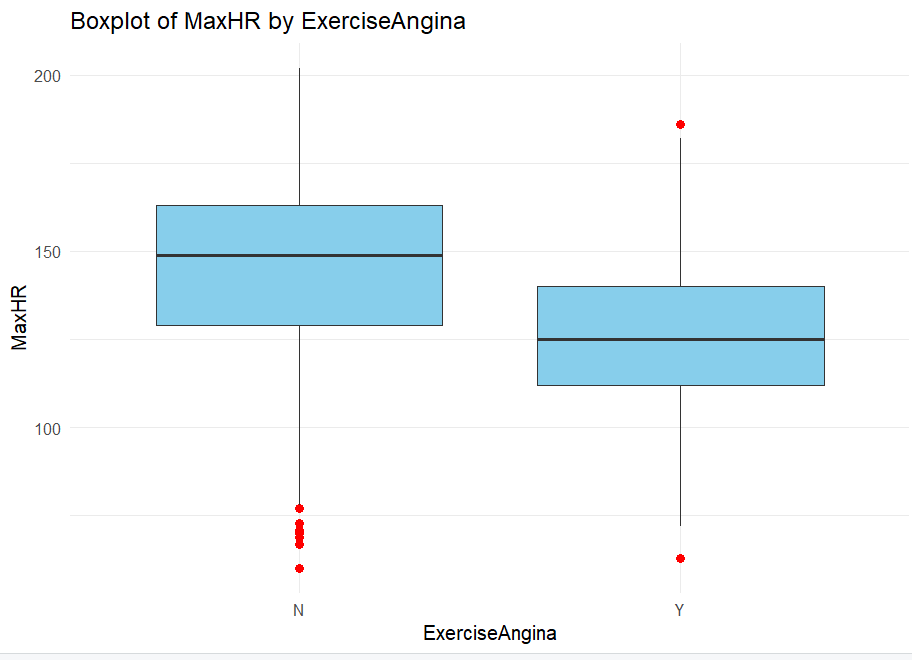 Boxplot of MaxHR by ExerciseAngina
200
150
100
MaxHR
N
Y
ExerciseAngina